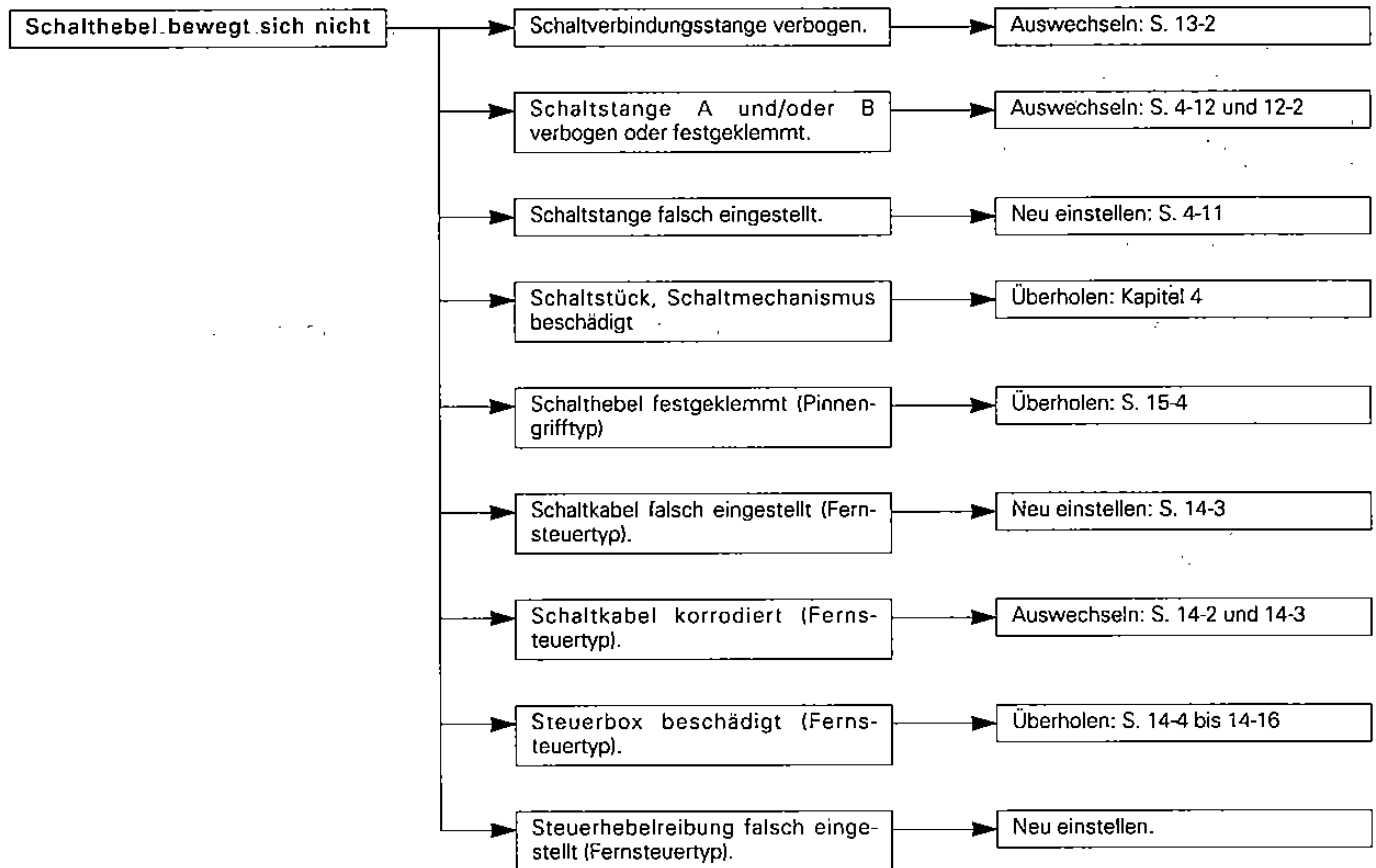 Schalthebel bewegt sich nicht
Schaltverbindungsstange verbogen.
Auswechseln: S. 13-2
Schaltstange A und/oder B
verbogen oder festgeklemmt.
Auswechseln: S. 4-12 und 12-2
Schaltstange falsch eingestellt.
Neu einstellen: S. 4-11
Schaltstück, Schaltmechanismus
beschädigt
Überholen: Kapitel 4
Schalthebel festgeklemmt (Pinnen-
grifftyp)
Überholen: S. 15-4
Schaltkabel falsch eingestellt (Fern-
steuertyp).
Neu einstellen: S. 14-3
Schaltkabel korrodiert (Ferns-
teuertyp).
Auswechseln: S. 14-2 und 14-3
Steuerbox beschädigt (Ferns-
teuertyp).
Überholen: S. 14-4 bis 14-16
Steuerhebelreibung falsch einge-
stellt (Fernsteuertyp).
Neu einstellen.